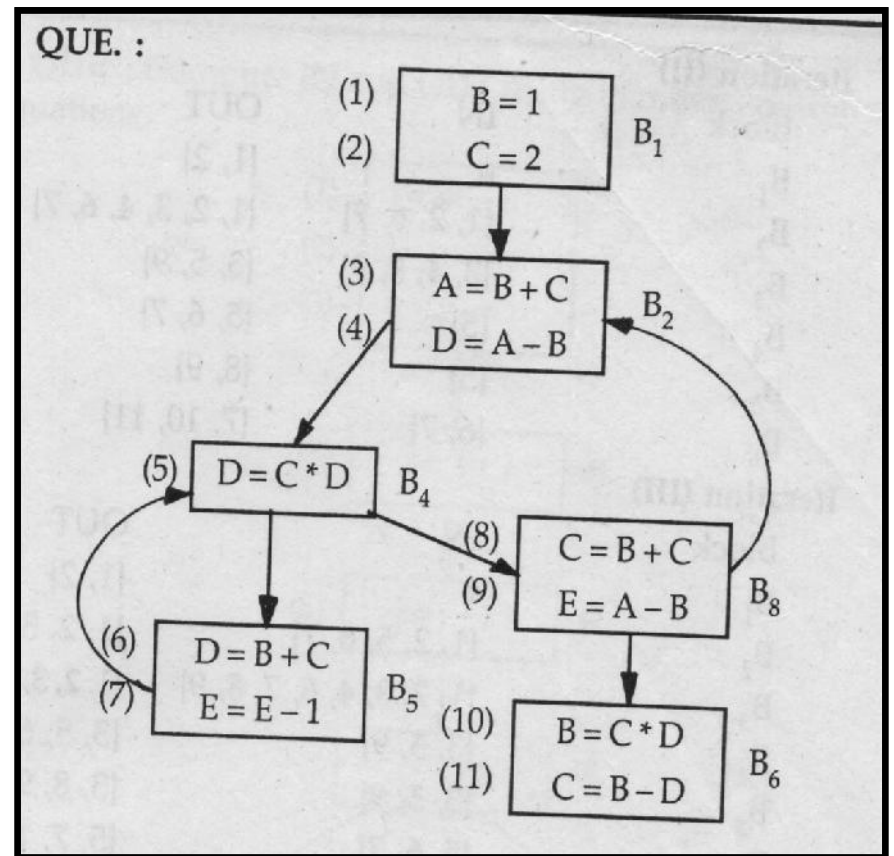 QUE. :
(1) B = 1
(2) C = 2
B1
(3) A = B + C
(4) D = A – B
B2
(5) D = C * D
B4
(8) C = B + C
(9) E = A – B
B8
(6) D = B + C
(7) E = E – 1
B5
(10) B = C * D
(11) C = B – D
B6